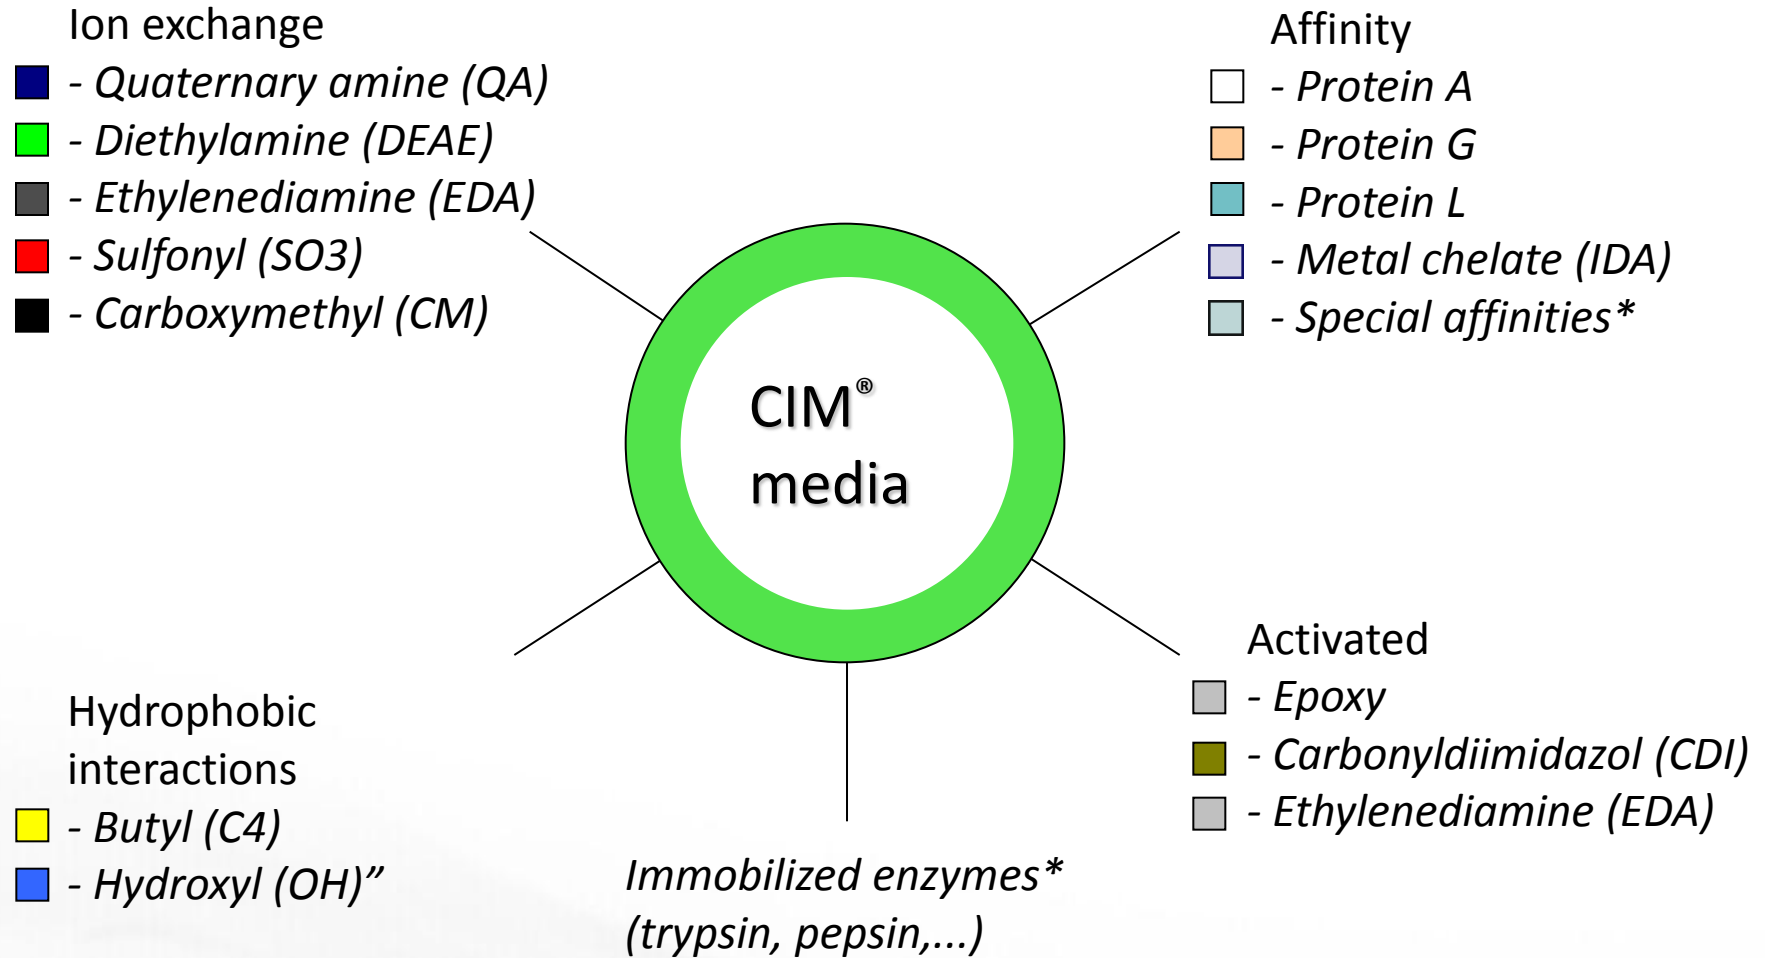 Ion exchange
- Quaternary amine (QA)
- Diethylamine (DEAE)
- Ethylenediamine (EDA)
- Sulfonyl (SO3)
- Carboxymethyl (CM)
Affinity
- Protein A
- Protein G
- Protein L
- Metal chelate (IDA)
- Special affinities*
CIM®
media
Hydrophobic
interactions
- Butyl (C4)
- Hydroxyl (OH)”
Immobilized enzymes*
(trypsin, pepsin,...)
Activated
- Epoxy
- Carbonyldiimidazol (CDI)
- Ethylenediamine (EDA)